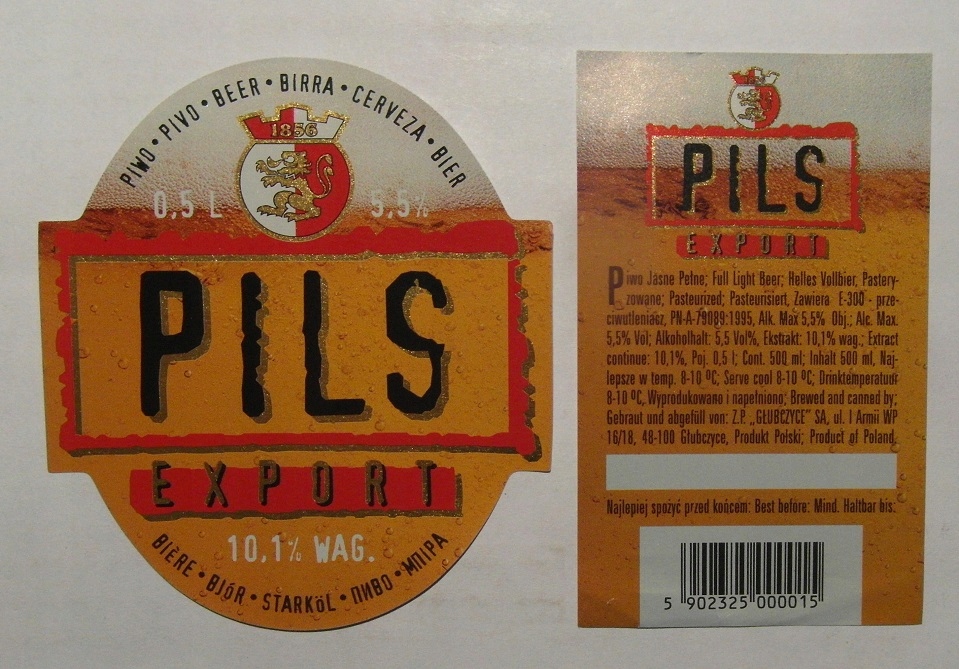 PIWO • PIVO • BEER • BIRRA • CERVEZA • BIER
1856
0,5 L 5,5%
PILS
EXPORT
10,1% WAG.
BIÈRE • BJÓR • STARKÖL • ПИВО • ΜΠΙΡΑ
PILS
EXPORT
Piwo Jasne Pełne; Full Light Beer; Helles Vollbier, Pastery-
zowane; Pasteurized; Pasteurisiert, Zawiera E-300 - prze-
ciwutleniacz, PN-A-79089:1995, Alk. Max 5,5% Obj.; Alc. Max.
5,5% Vol; Alkoholhalt: 5,5 Vol%, Ekstrakt: 10,1% wag.; Extract
continue: 10,1%, Poj. 0,5 l; Cont. 500 ml; Inhalt 500 ml, Naj-
lepsze w temp. 8-10 ºC; Serve cool 8-10 ºC; Drinktemperatuur
8-10 ºC, Wyprodukowano i napełniono; Brewed and canned by;
Gebraut und abgefüll von: Z.P. „GŁUBCZYCE" SA, ul. I Armii WP
16/18, 48-100 Głubczyce, Produkt Polski; Product of Poland.
Najlepiej spożyć przed końcem: Best before: Mind. Haltbar bis:
5 902325 000015